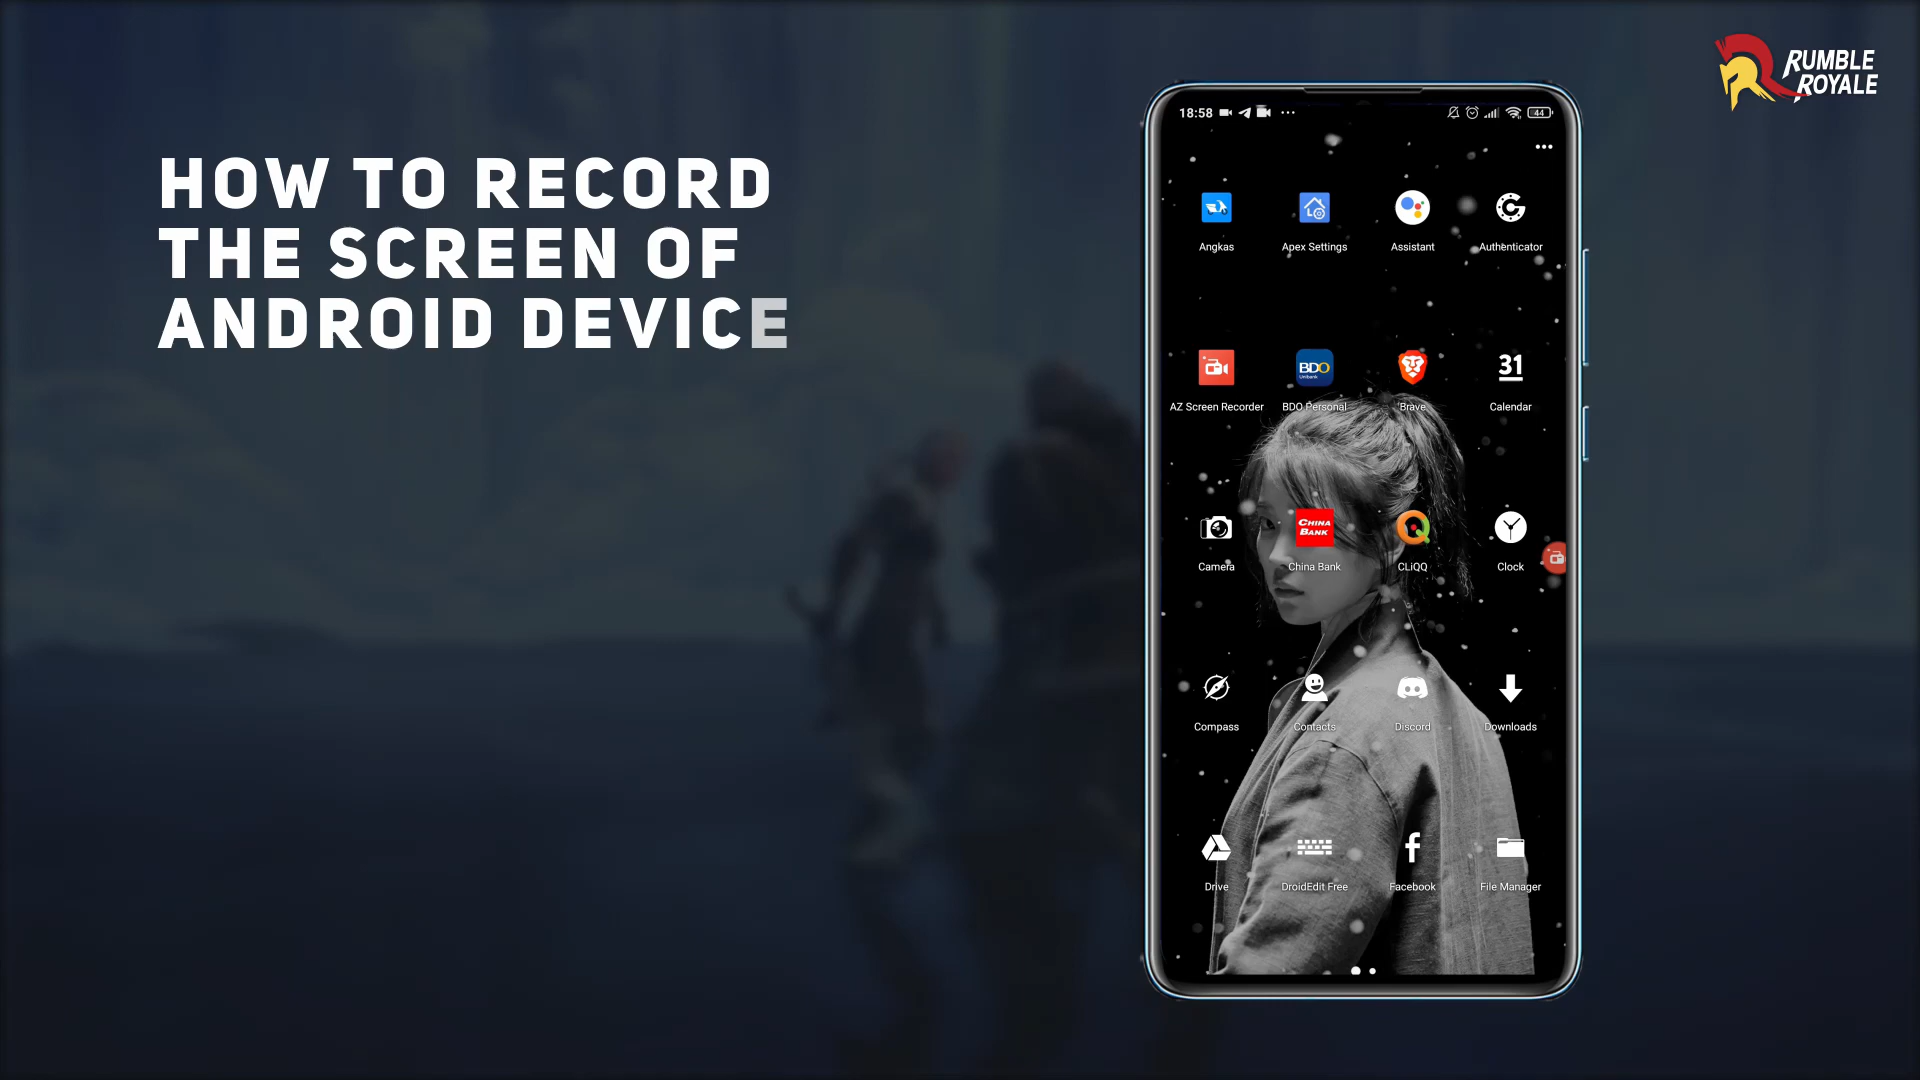 RUMBLE
ROYALE
HOW TO RECORD
THE SCREEN OF
ANDROID DEVICE
18:58
44
Angkas
Apex Settings
Assistant
Authenticator
BDO
Unibank
31
AZ Screen Recorder
BDO Personal
Brave
Calendar
CHINA
BANK
Camera
China Bank
CLiQQ
Clock
Compass
Contacts
Discord
Downloads
Drive
DroidEdit Free
Facebook
File Manager